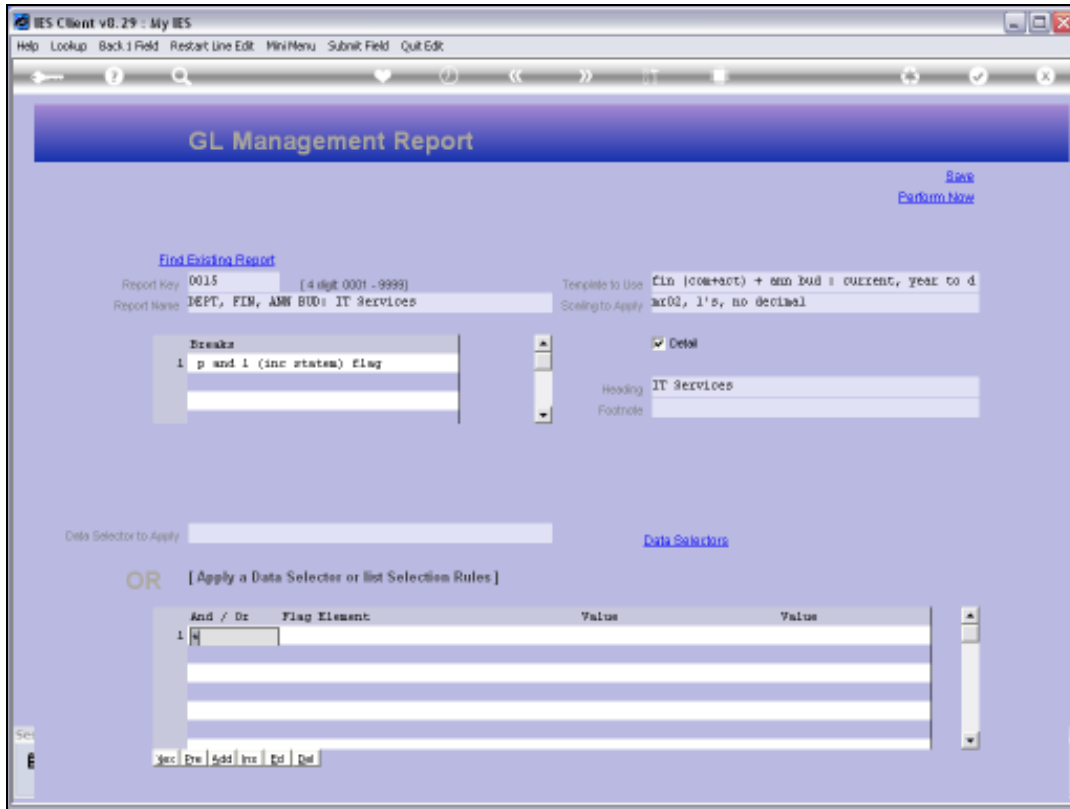 IES Client v8.29 : My IES
Help Lookup Back 1 Field Restart Line Edit Mini Menu Submit Field Quit Edit
GL Management Report
Save
Perform Now
Find Existing Report
Report Key 0015 [ 4 digit 0001 - 9999] Template to Use fin (com+act) + ann bud : current, year to d
Report Name DEPT, FIN, ANN BUD: IT Services Scaling to Apply mr02, 1's, no decimal
Breaks Detail
1 p and l (inc statem) flag
Heading IT Services
Footnote
Data Selector to Apply Data Selectors
OR [ Apply a Data Selector or list Selection Rules ]
And / Or Flag Element Value Value
1
Nex Pre Add Ins Ed Del